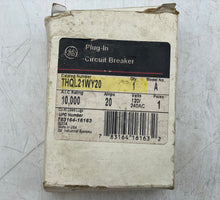 GE
Plug-In
Circuit Breaker
Catalog Number
THQL21WY20
Qty.
1
Model No.
A
A.I.C. Rating
10,000
Amps
20
Volts
120/
240AC
Poles
1
UPC Number
783164-16163
Made in U.S.A.
GE Industrial Systems
7 83164 16163 2